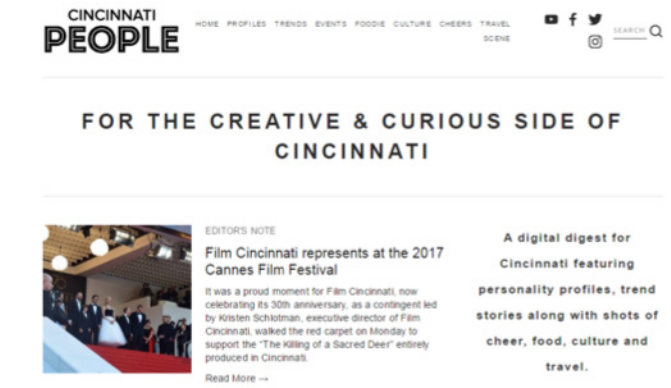 CINCINNATI
PEOPLE
HOME PROFILES TRENDS EVENTS FOODIE CULTURE CHEERS TRAVEL
SCENE
SEARCH
FOR THE CREATIVE & CURIOUS SIDE OF
CINCINNATI
EDITOR'S NOTE
Film Cincinnati represents at the 2017
Cannes Film Festival
It was a proud moment for Film Cincinnati, now
celebrating its 30th anniversary, as a contingent led
by Kristen Schlotman, executive director of Film
Cincinnati, walked the red carpet on Monday to
support the "The Killing of a Sacred Deer" entirely
produced in Cincinnati.
Read More →
A digital digest for
Cincinnati featuring
personality profiles, trend
stories along with shots of
cheer, food, culture and
travel.